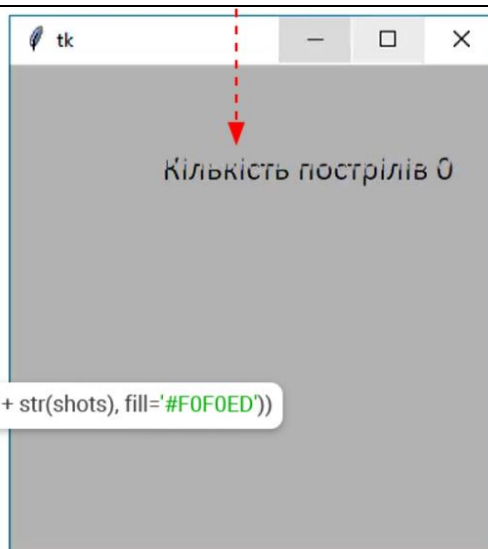 tk
Кількість пострілів 0
+ str(shots), fill='#F0F0ED'))